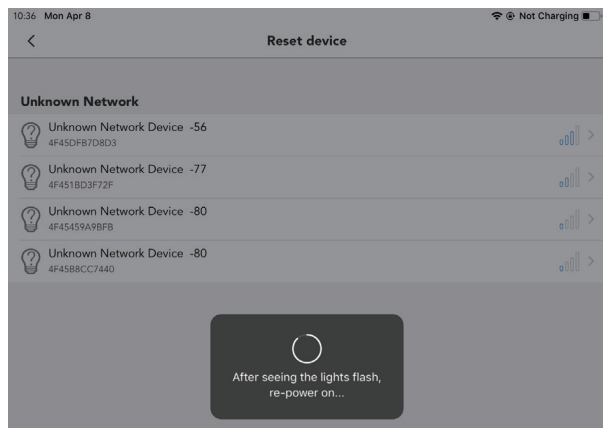 10:36 Mon Apr 8
Not Charging
Reset device
Unknown Network
Unknown Network Device -56
4F45DFB7D8D3
Unknown Network Device -77
4F451BD3F72F
Unknown Network Device -80
4F45459A9BFB
Unknown Network Device -80
4F45B8CC7440
After seeing the lights flash,
re-power on...